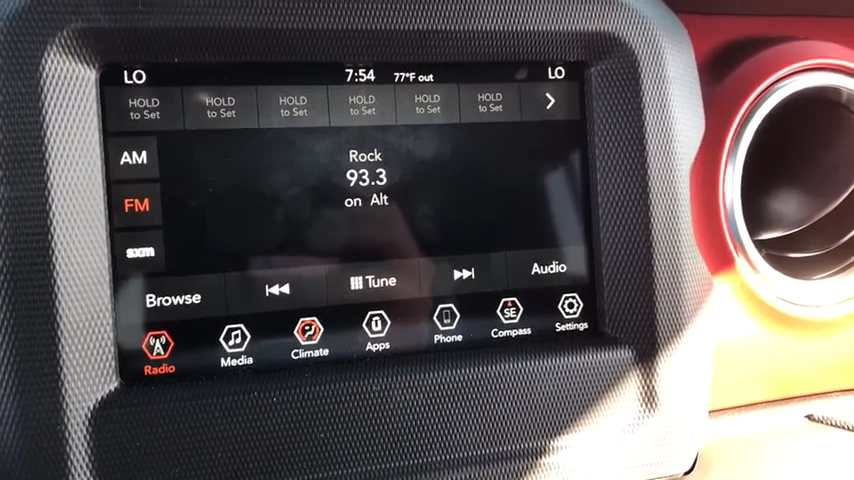 LO 7:54 77°F out LO
HOLD to Set HOLD to Set HOLD to Set HOLD to Set HOLD to Set HOLD to Set
AM
Rock
93.3
FM
on Alt
sxm
Browse Tune Audio
Radio Media Climate Apps Phone SE Compass Settings